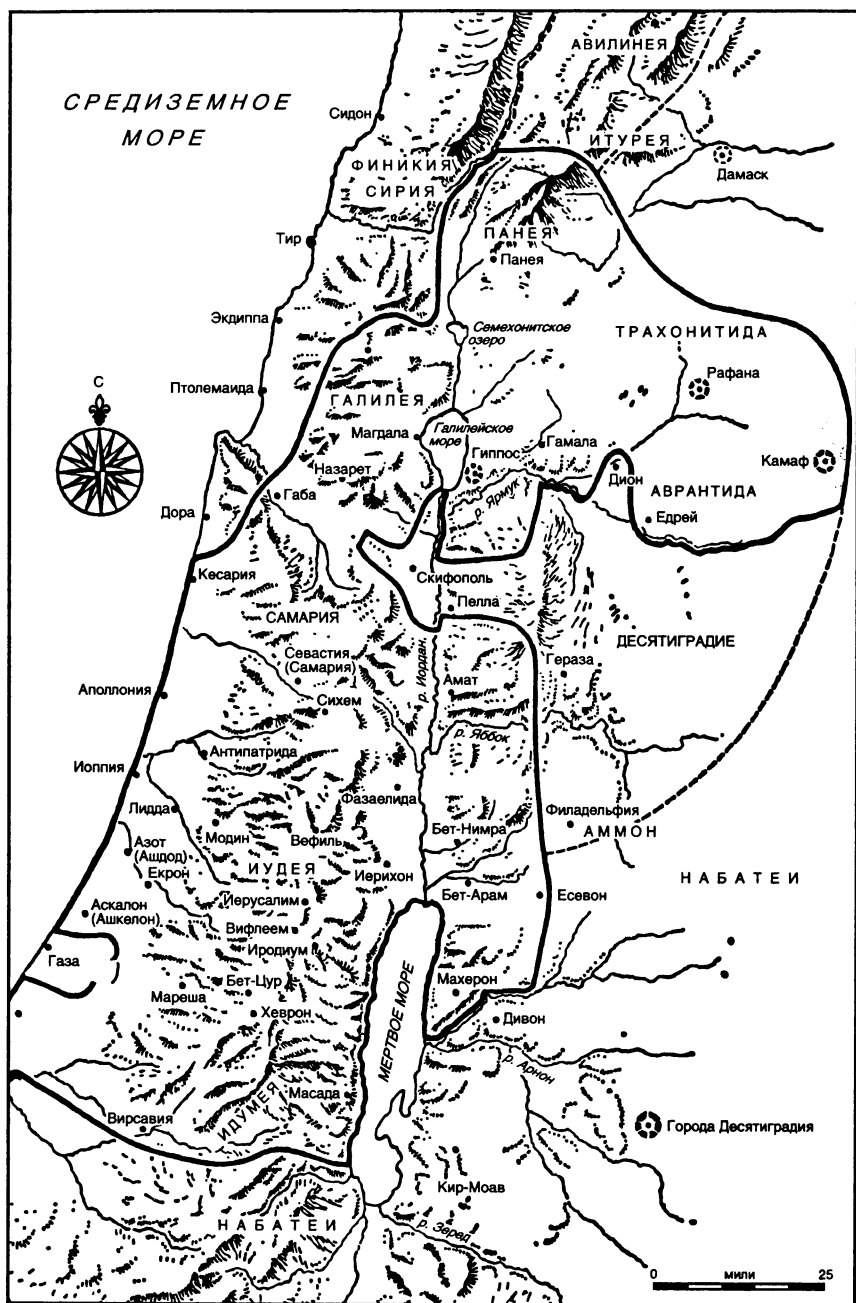 АВИЛИНЕЯ
СРЕДИЗЕМНОЕ
МОРЕ
Сидон
ИТУРЕЯ
ФИНИКИЯ
СИРИЯ
Дамаск
ПАНЕЯ
Тир
Панея
Экдиппа
Семехонитское
озеро
ТРАХОНИТИДА
С
Птолемаида
Рафана
ГАЛИЛЕЯ
Магдала
Галилейское
море
Гиппос
Гамала
Камаф
Назарет
Дион
Габа
р. Ярмук
АВРАНТИДА
Дора
Едрей
Кесария
Скифополь
Пелла
САМАРИЯ
ДЕСЯТИГРАДИЕ
Севастия
(Самария)
р. Иордан
Гераза
Амат
Аполлония
Сихем
р. Яббок
Антипатрида
Иоппия
Фазаелида
Лидда
Филадельфия
Модин
Вефиль
Бет-Нимра
АММОН
Азот
(Ашдод)
Екрон
ИУДЕЯ
Иерихон
НАБАТЕИ
Бет-Арам
Есевон
Аскалон
(Ашкелон)
Иерусалим
Вифлеем
Иродиум
Газа
Мареша
Бет-Цур
Махерон
Хеврон
Дивон
МЕРТВОЕ МОРЕ
р. Арнон
Масада
ИДУМЕЯ
Вирсавия
Города Десятиградия
Кир-Моав
НАБАТЕИ
р. Заред
0 МИЛИ 25